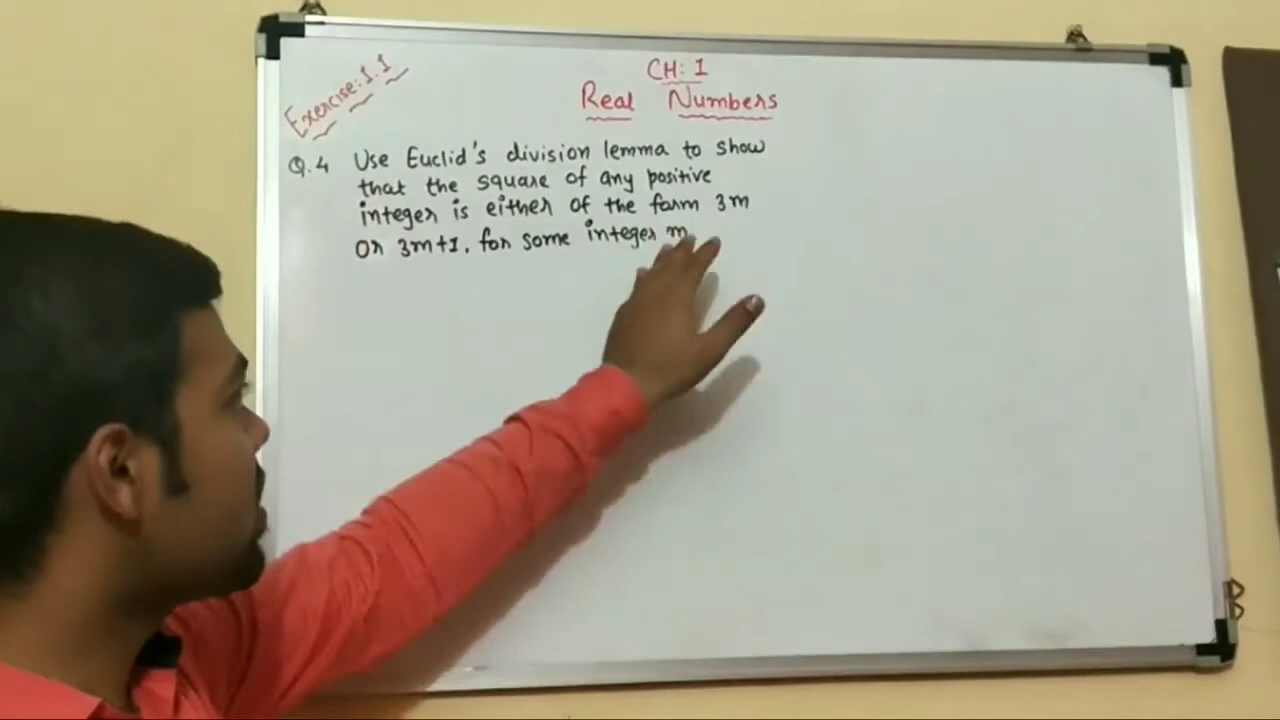 Exercise: 1.1
CH: 1
Real Numbers
Q.4 Use Euclid's division lemma to show
that the square of any positive
integer is either of the form 3m
or 3m+1, for some integer m